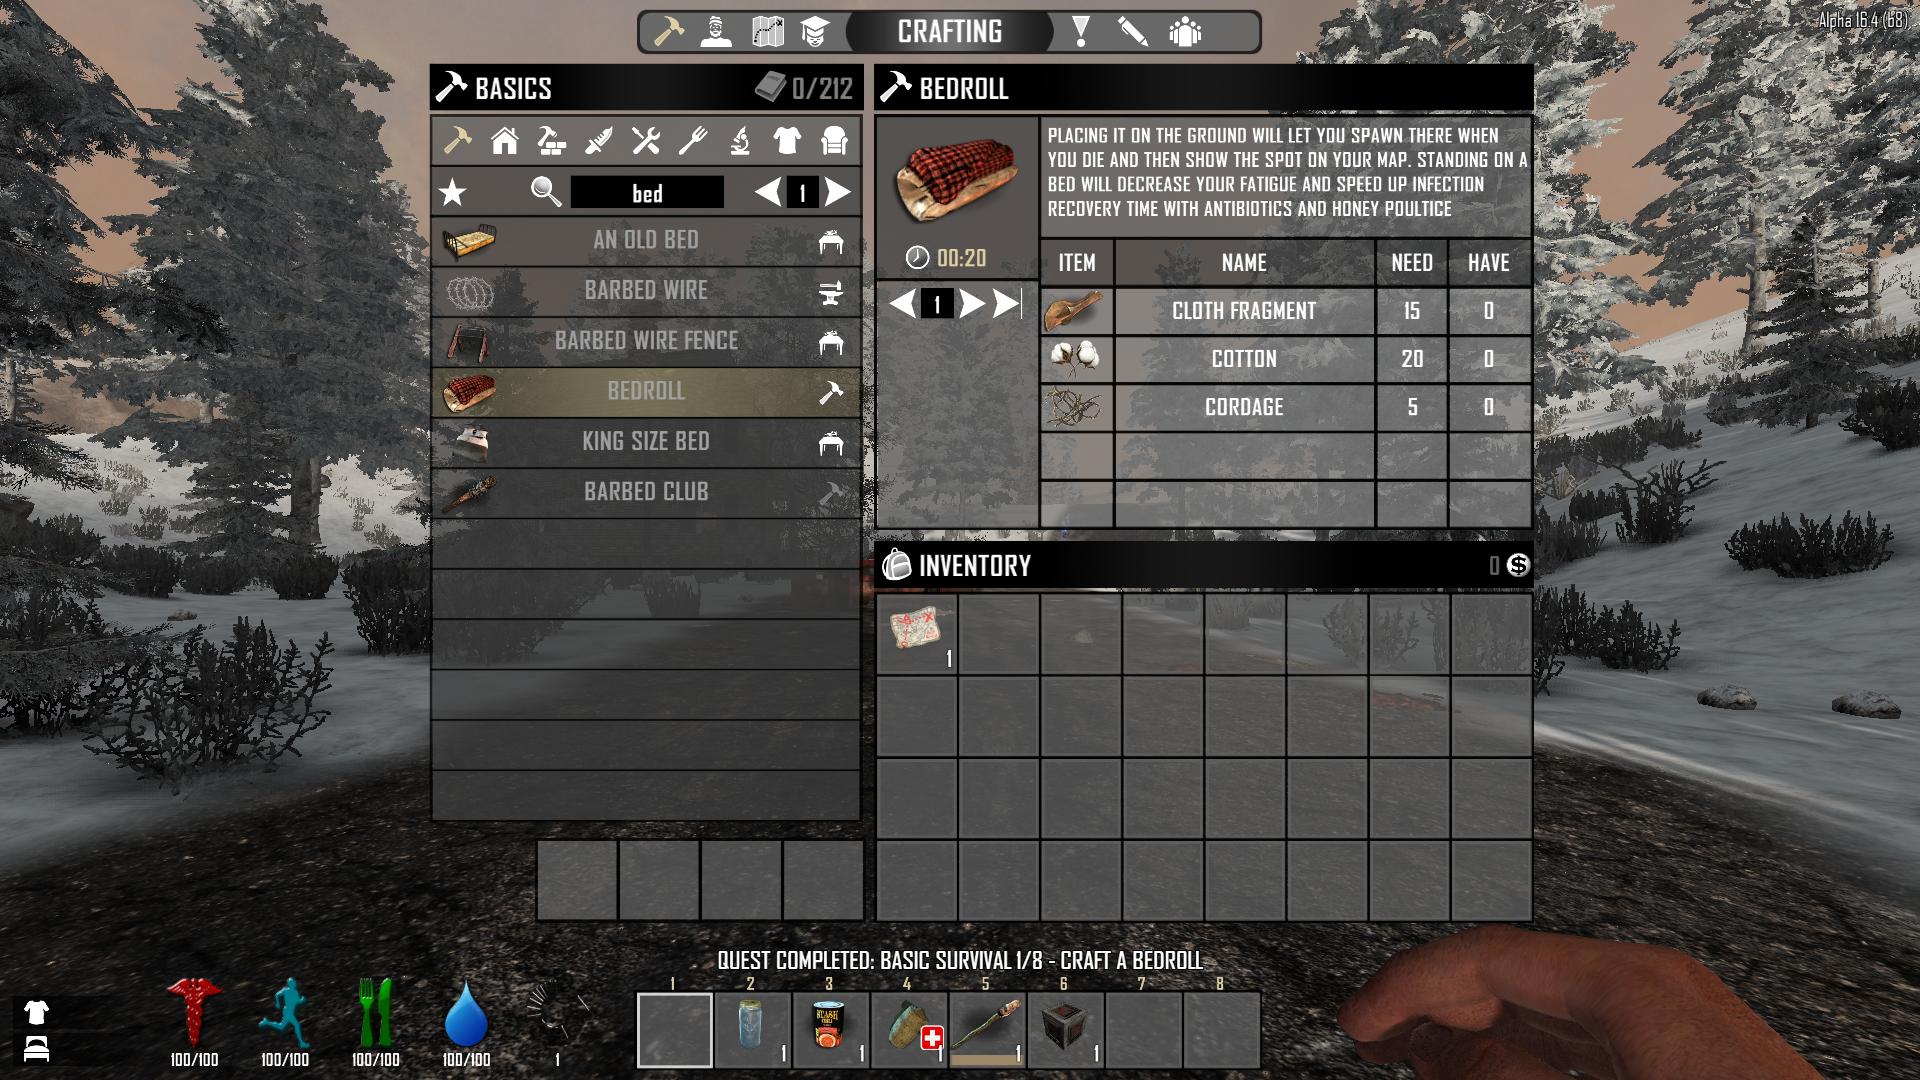 CRAFTING
Alpha 16.4 (b8)
BASICS
0/212
bed
1
AN OLD BED
BARBED WIRE
BARBED WIRE FENCE
BEDROLL
KING SIZE BED
BARBED CLUB
BEDROLL
PLACING IT ON THE GROUND WILL LET YOU SPAWN THERE WHEN
YOU DIE AND THEN SHOW THE SPOT ON YOUR MAP. STANDING ON A
BED WILL DECREASE YOUR FATIGUE AND SPEED UP INFECTION
RECOVERY TIME WITH ANTIBIOTICS AND HONEY POULTICE
00:20
1
ITEM NAME NEED HAVE
CLOTH FRAGMENT 15 0
COTTON 20 0
CORDAGE 5 0
INVENTORY
0
1
QUEST COMPLETED: BASIC SURVIVAL 1/8 - CRAFT A BEDROLL
1 2 3 4 5 6 7 8
1 1 1 1 1
100/100 100/100 100/100 100/100 1